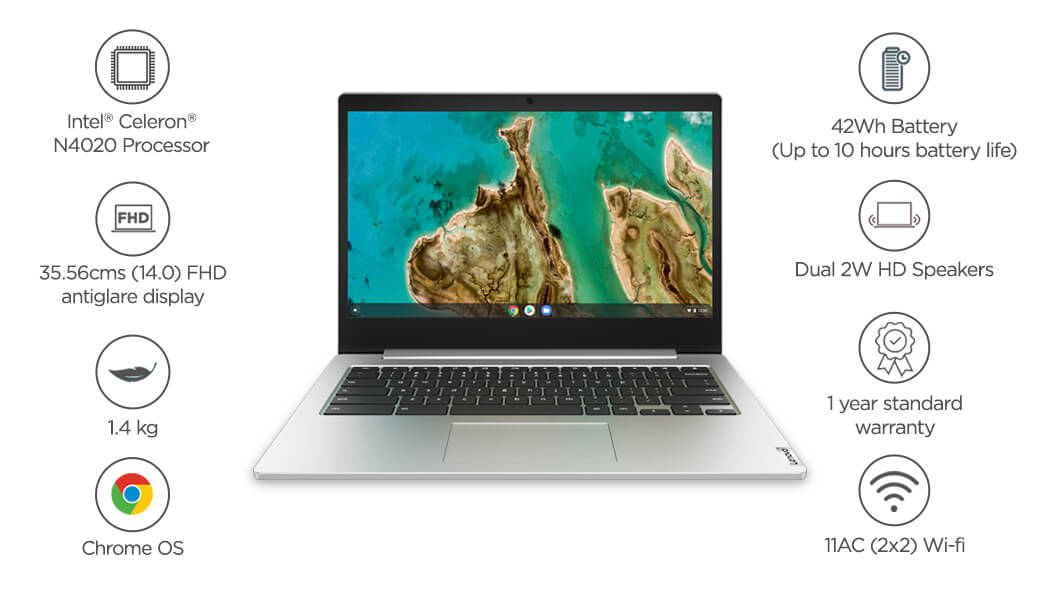 Intel® Celeron®
N4020 Processor
FHD
35.56cms (14.0) FHD
antiglare display
1.4 kg
Chrome OS
Lenovo
42Wh Battery
(Up to 10 hours battery life)
Dual 2W HD Speakers
1 year standard
warranty
11AC (2x2) Wi-fi